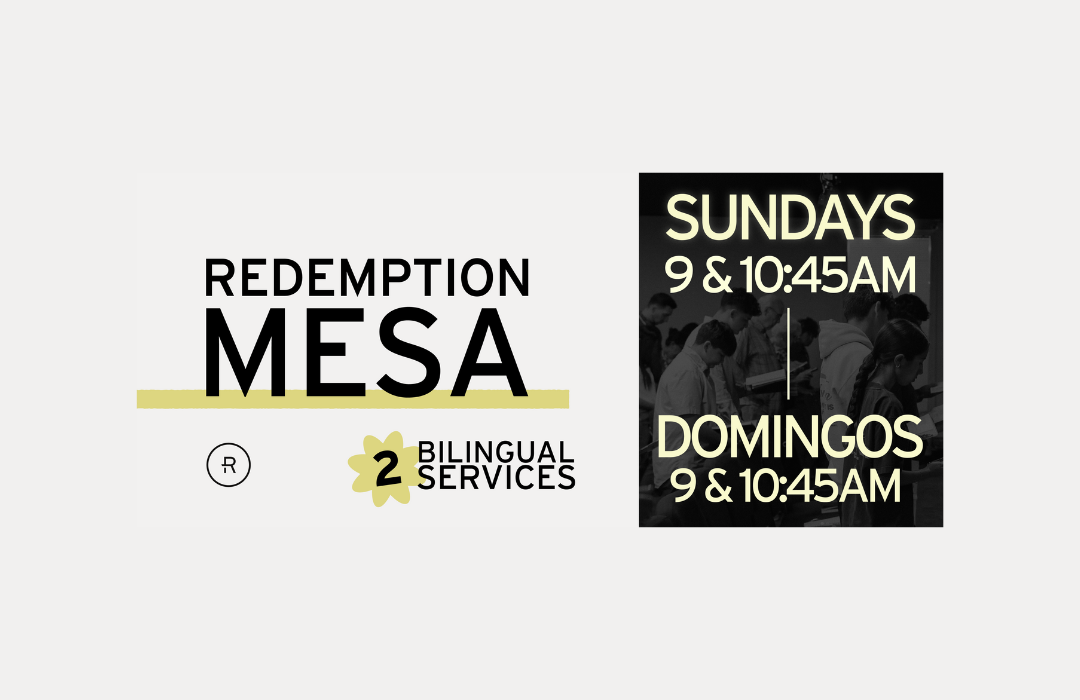 REDEMPTION
MESA
R
2 BILINGUAL
SERVICES
SUNDAYS
9 & 10:45AM
DOMINGOS
9 & 10:45AM